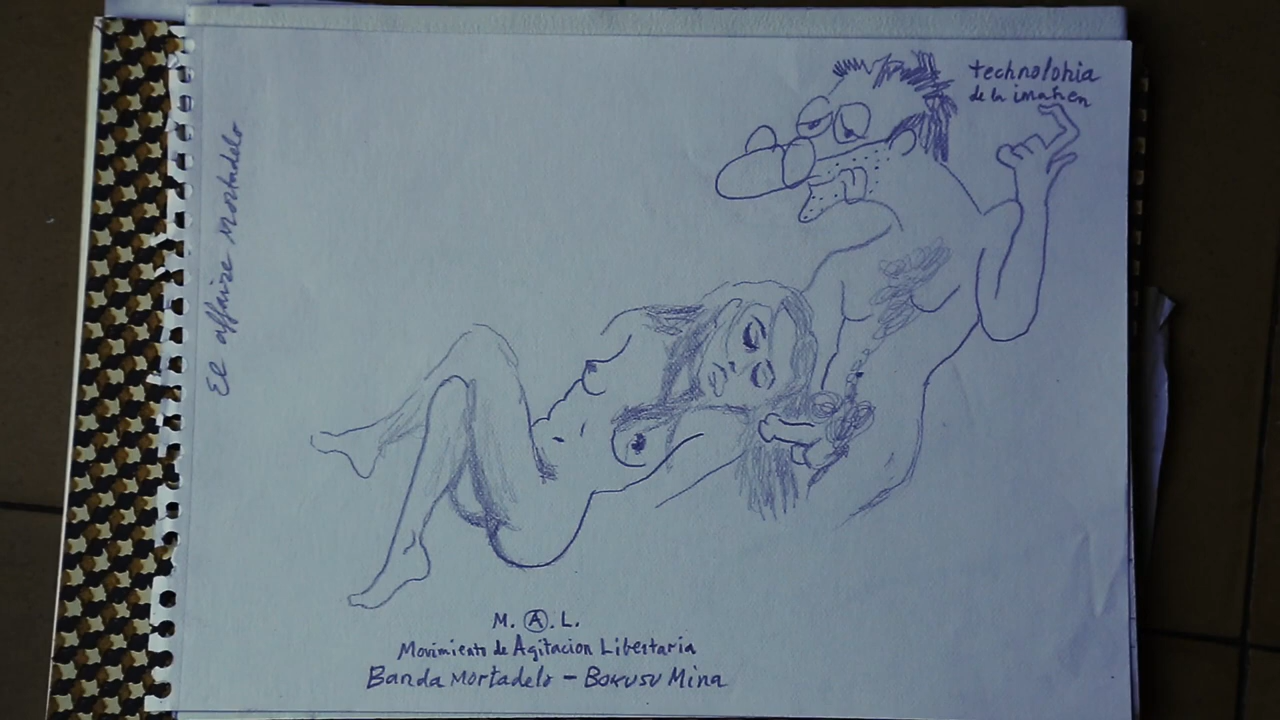 technolohia
de la imahen
El affaire Mortadelo
M. Ⓐ. L.
Movimiento de Agitacion Libertaria
Banda Mortadelo - Bokusu Mina